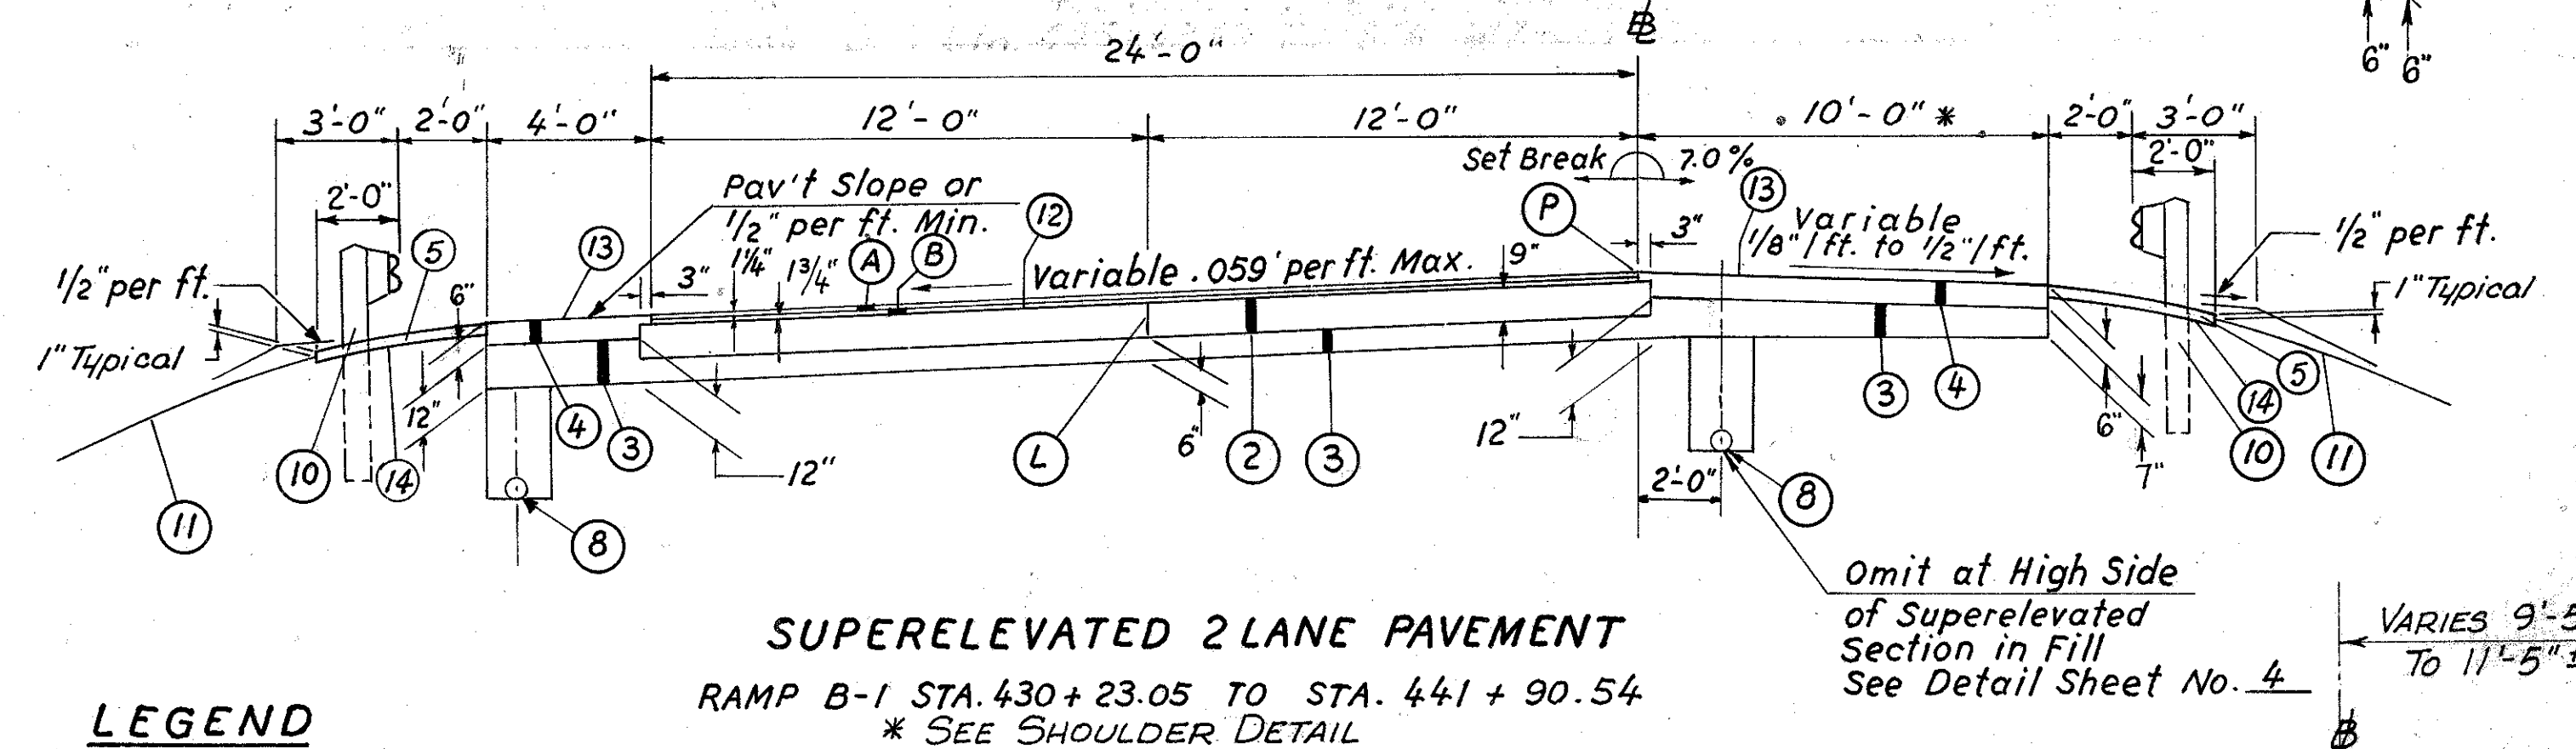 24'-0"
6" 6"
3'-0" 2'-0" 4'-0" 12'-0" 12'-0" 10'-0" * 2'-0" 3'-0"
2'-0"
Set Break 7.0%
2'-0"
Pav't Slope or
1/2" per ft. Min.
12
P
13
3"
Variable
1/8"/ft. to 1/2"/ft.
1/2" per ft.
5
13
3"
1 1/4"
1 3/4"
A
B
Variable .059' per ft. Max.
9"
1/2" per ft.
6"
1" Typical
1" Typical
12"
4
3
12"
L
6"
2
3
12"
3
4
6"
7"
5
14
10
11
10
14
11
8
2'-0"
8
Omit at High Side
of Superelevated
Section in Fill
See Detail Sheet No. 4
SUPERELEVATED 2 LANE PAVEMENT
RAMP B-1 STA. 430+23.05 TO STA. 441+90.54
* SEE SHOULDER DETAIL
LEGEND
VARIES 9'-5
TO 11'-5"±